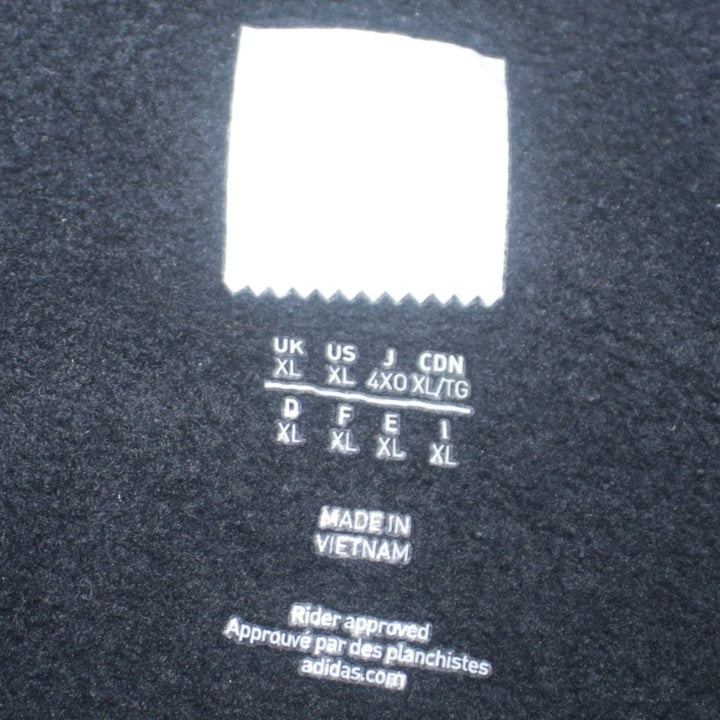 UK US J CDN
XL XL 4XO XL/TG
D F E I
XL XL XL XL
MADE IN
VIETNAM
Rider approved
Approuvé par des planchistes
adidas.com